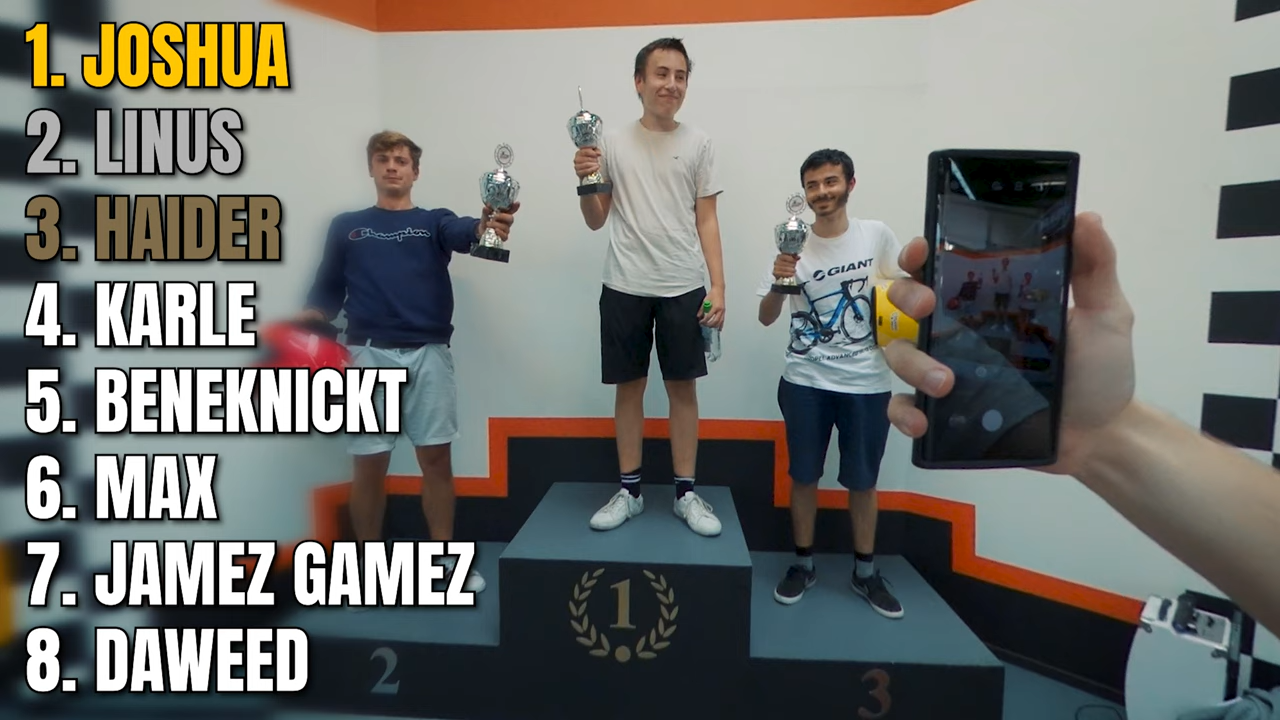 1. JOSHUA
2. LINUS
3. HAIDER
4. KARLE
5. BENEKNICKT
6. MAX
7. JAMEZ GAMEZ
8. DAWEED
Champion
GIANT
1
2
3